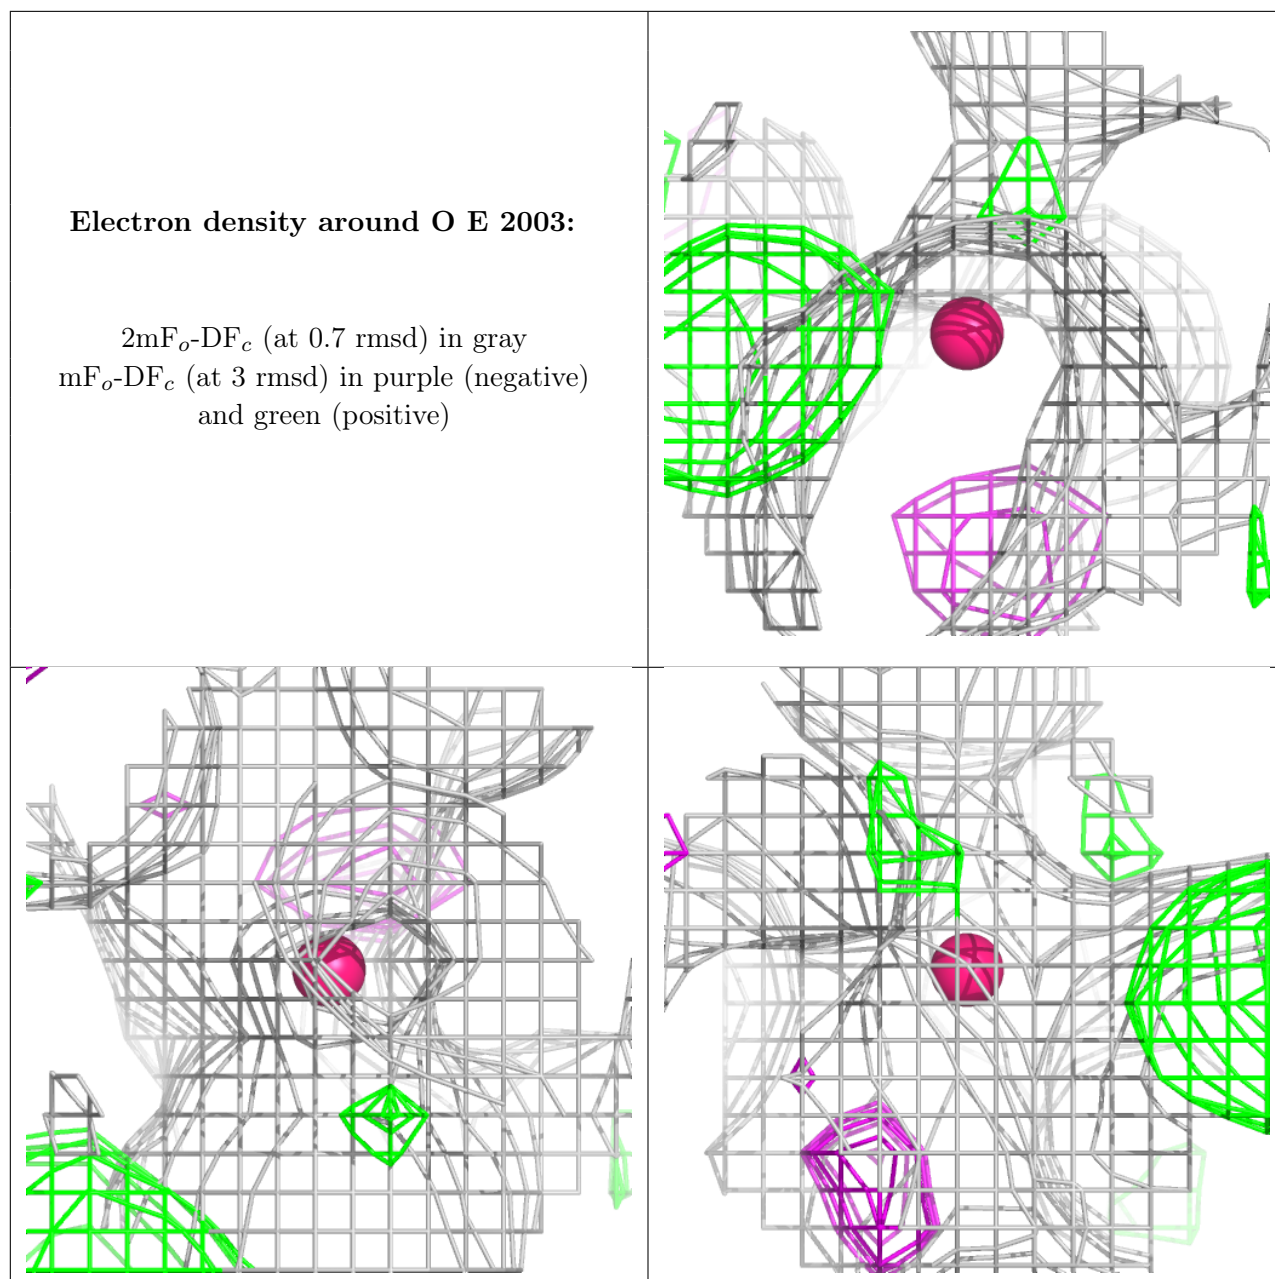 Electron density around O E 2003:
2mFo-DFc (at 0.7 rmsd) in gray
mFo-DFc (at 3 rmsd) in purple (negative)
and green (positive)